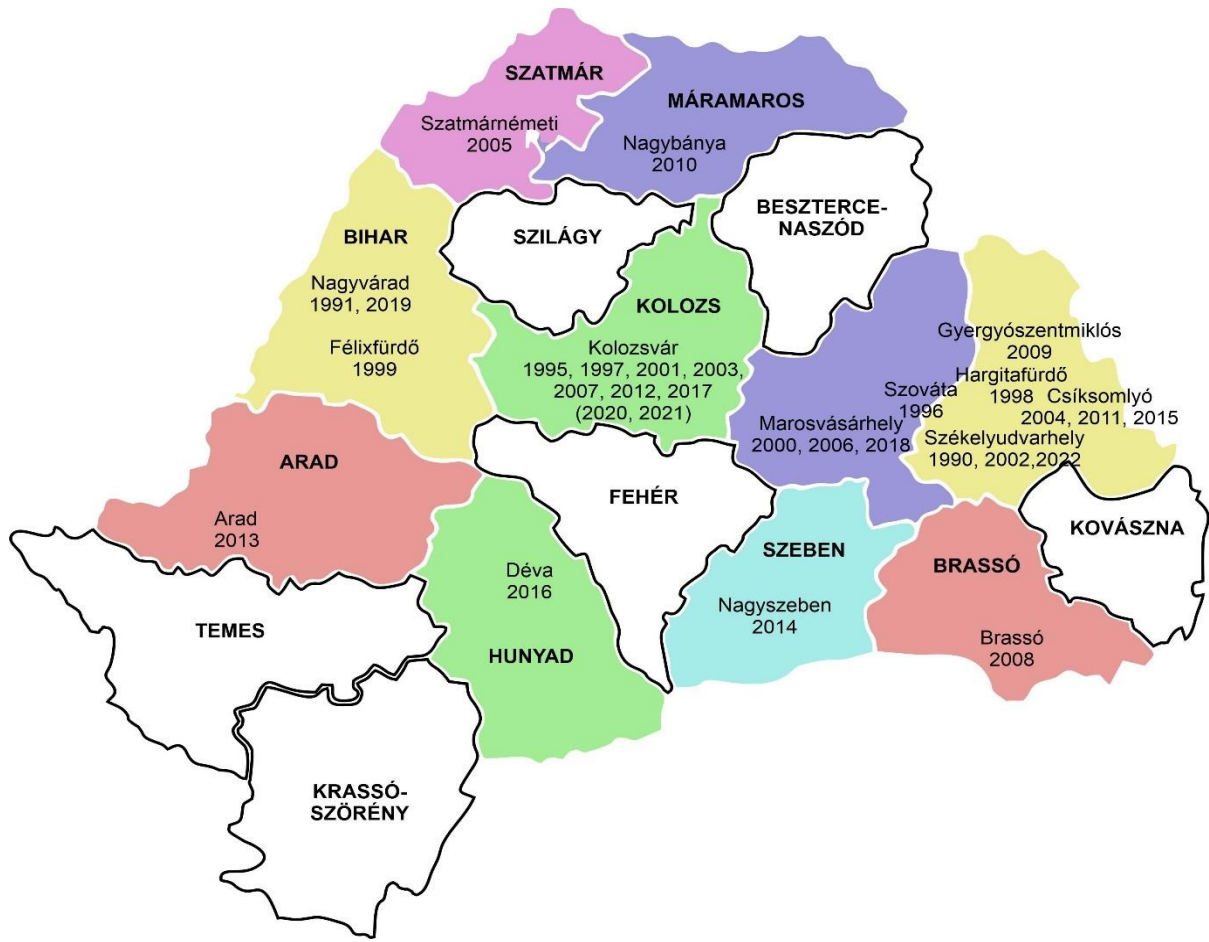 SZATMÁR
Szatmárnémeti
2005
MÁRAMAROS
Nagybánya
2010
BESZTERCE-
NASZÓD
SZILÁGY
BIHAR
Nagyvárad
1991, 2019
Félixfürdő
1999
KOLOZS
Kolozsvár
1995, 1997, 2001, 2003,
2007, 2012, 2017
(2020, 2021)
Gyergyószentmiklós
2009
Hargitafürdő
1998
Szováta
1996
Csíksomlyó
2004, 2011, 2015
Marosvásárhely
2000, 2006, 2018
Székelyudvarhely
1990, 2002,2022
ARAD
Arad
2013
FEHÉR
KOVÁSZNA
SZEBEN
Nagyszeben
2014
BRASSÓ
Brassó
2008
Déva
2016
HUNYAD
TEMES
KRASSÓ-
SZÖRÉNY